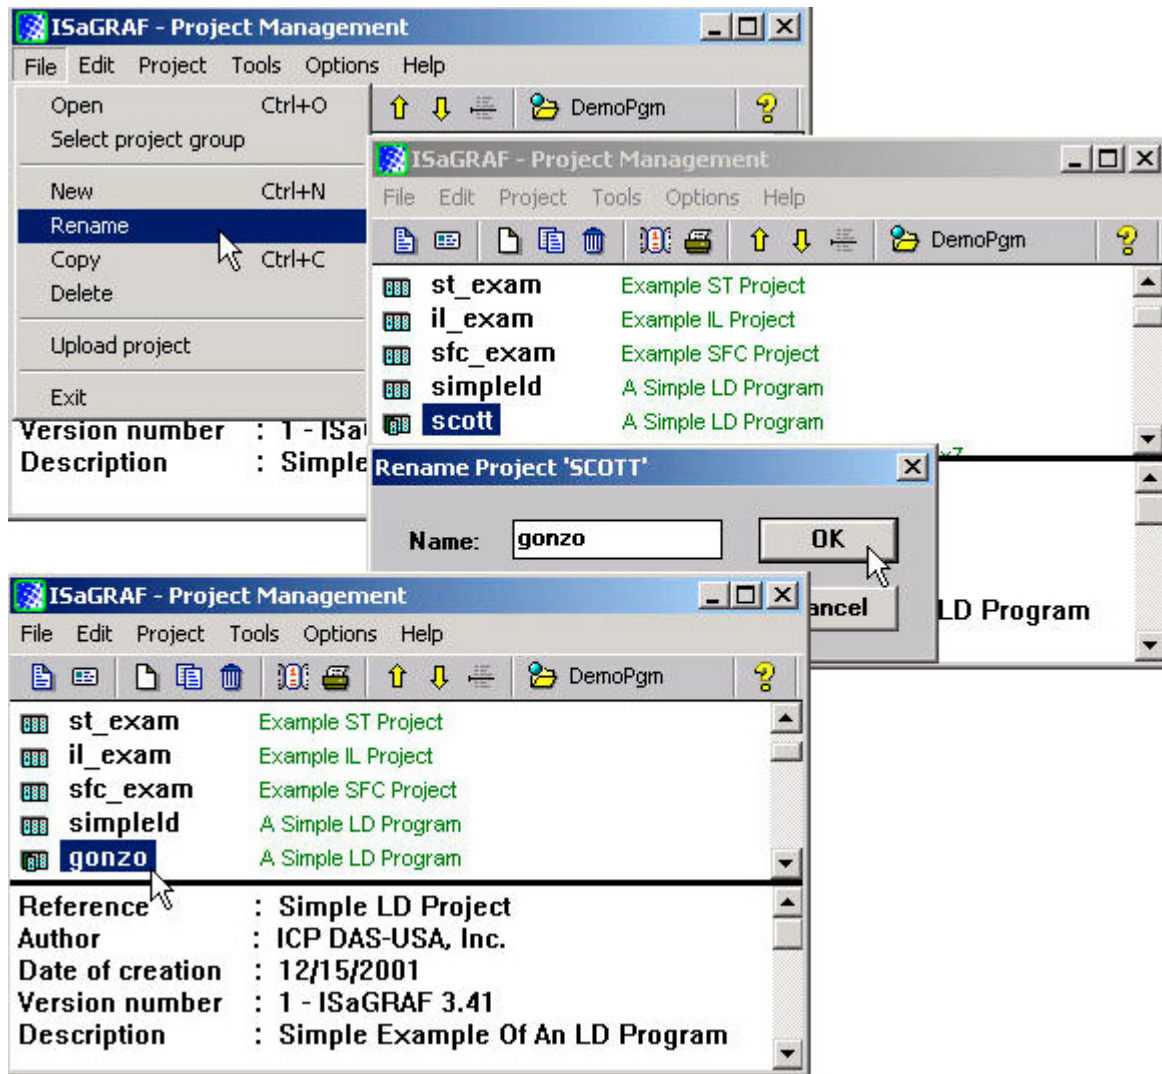 ISaGRAF - Project Management
File Edit Project Tools Options Help
Open Ctrl+O
Select project group
New Ctrl+N
Rename
Copy Ctrl+C
Delete
Upload project
Exit
DemoPgm
Version number : 1 - ISa
Description : Simple
ISaGRAF - Project Management
File Edit Project Tools Options Help
DemoPgm
st_exam Example ST Project
il_exam Example IL Project
sfc_exam Example SFC Project
simpleld A Simple LD Program
scott A Simple LD Program
Rename Project 'SCOTT'
Name: gonzo OK
ancel
LD Program
ISaGRAF - Project Management
File Edit Project Tools Options Help
DemoPgm
st_exam Example ST Project
il_exam Example IL Project
sfc_exam Example SFC Project
simpleld A Simple LD Program
gonzo A Simple LD Program
Reference : Simple LD Project
Author : ICP DAS-USA, Inc.
Date of creation : 12/15/2001
Version number : 1 - ISaGRAF 3.41
Description : Simple Example Of An LD Program